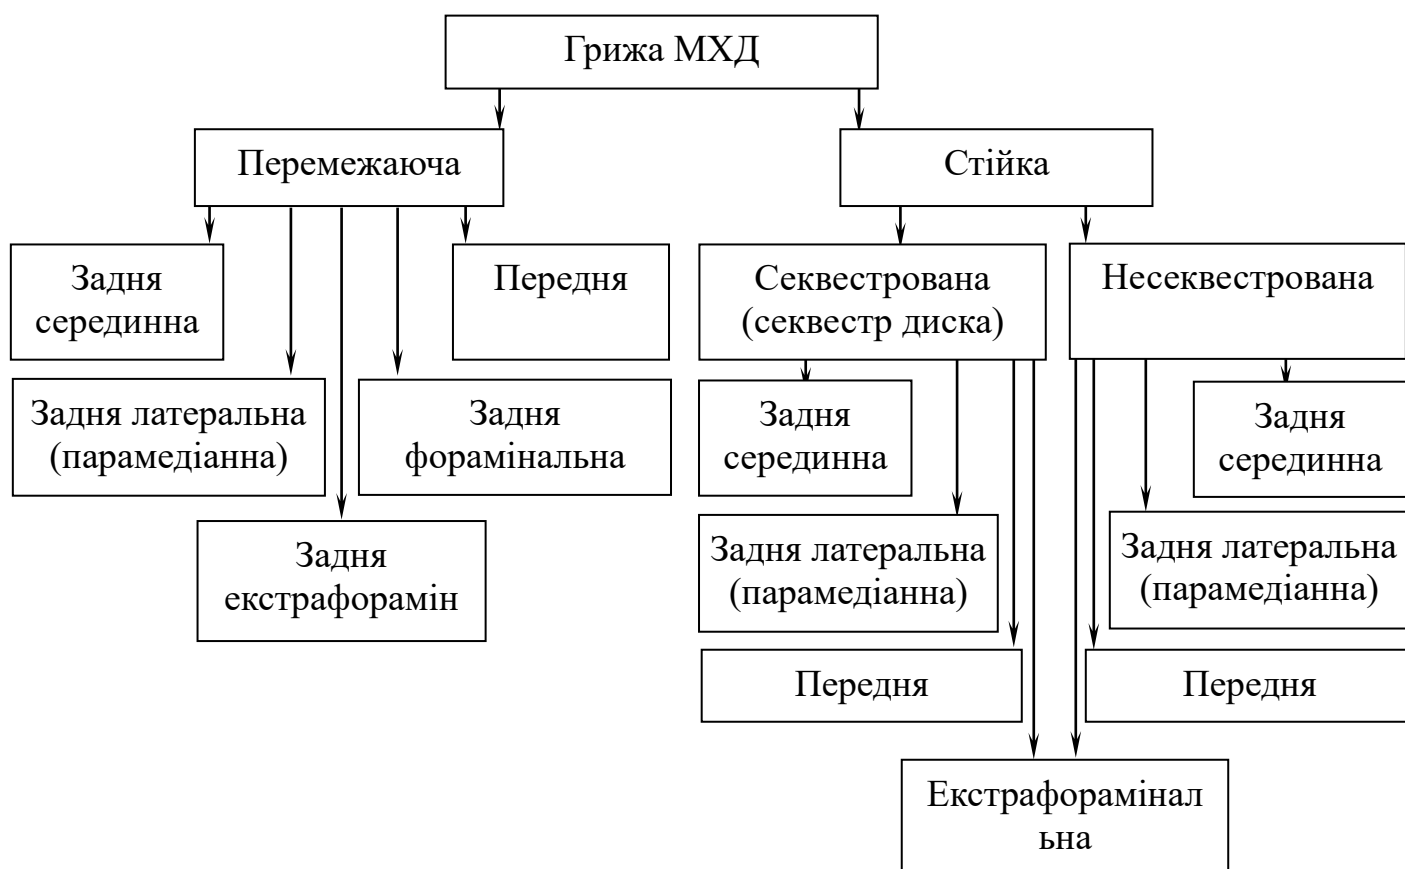 Грижа МХД
Перемежаюча
Стійка
Задня
серединна
Передня
Секвестрована
(секвестр диска)
Несеквестрована
Задня латеральна
(парамедіанна)
Задня
форамінальна
Задня
серединна
Задня
серединна
Задня
екстрафорамін
Задня латеральна
(парамедіанна)
Задня латеральна
(парамедіанна)
Передня
Передня
Екстрафорамінал
ьна